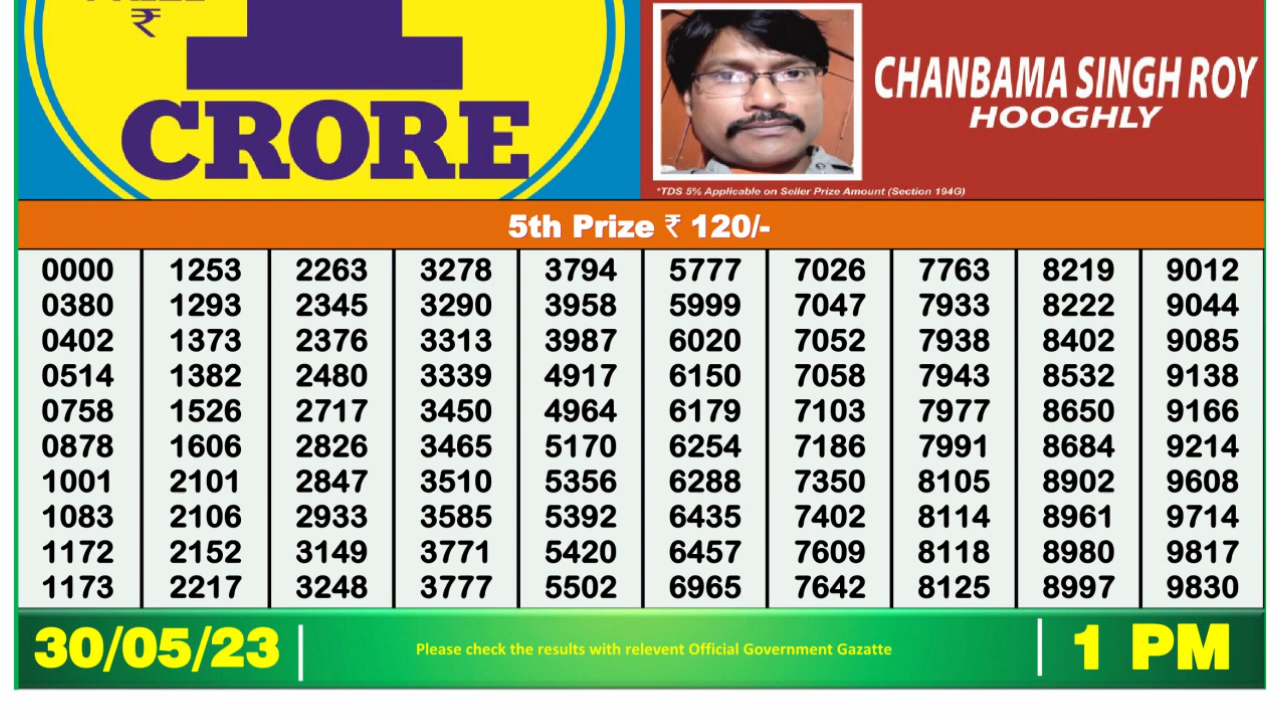 ₹
1
CRORE
CHANBAMA SINGH ROY
HOOGHLY
*TDS 5% Applicable on Seller Prize Amount (Section 194G)
5th Prize ₹ 120/-
0000 1253 2263 3278 3794 5777 7026 7763 8219 9012
0380 1293 2345 3290 3958 5999 7047 7933 8222 9044
0402 1373 2376 3313 3987 6020 7052 7938 8402 9085
0514 1382 2480 3339 4917 6150 7058 7943 8532 9138
0758 1526 2717 3450 4964 6179 7103 7977 8650 9166
0878 1606 2826 3465 5170 6254 7186 7991 8684 9214
1001 2101 2847 3510 5356 6288 7350 8105 8902 9608
1083 2106 2933 3585 5392 6435 7402 8114 8961 9714
1172 2152 3149 3771 5420 6457 7609 8118 8980 9817
1173 2217 3248 3777 5502 6965 7642 8125 8997 9830
30/05/23 Please check the results with relevent Official Government Gazatte 1 PM